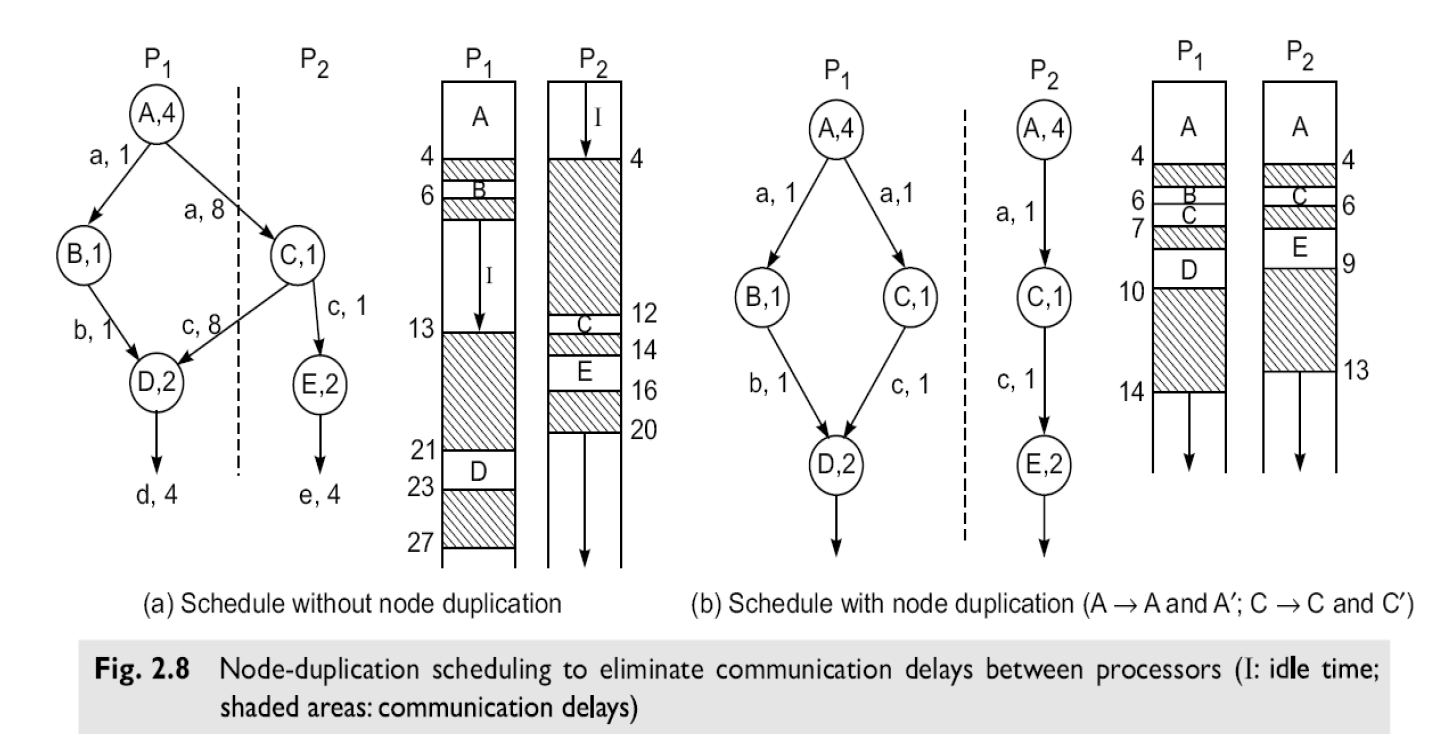 P1
P2
A,4
a, 1
a, 8
B,1
C,1
b, 1
c, 8
c, 1
D,2
E,2
d, 4
e, 4
P1
P2
A
I
4
4
6
B
I
13
12
C
14
E
16
20
21
D
23
27
(a) Schedule without node duplication
P1
P2
A,4
A, 4
a, 1
a,1
a, 1
B,1
C,1
C,1
b, 1
c, 1
c, 1
D,2
E,2
P1
P2
A
A
4
4
6
B
C
6
C
7
E
D
9
10
13
14
(b) Schedule with node duplication (A → A and A′; C → C and C′)
Fig. 2.8 Node-duplication scheduling to eliminate communication delays between processors (I: idle time;
shaded areas: communication delays)